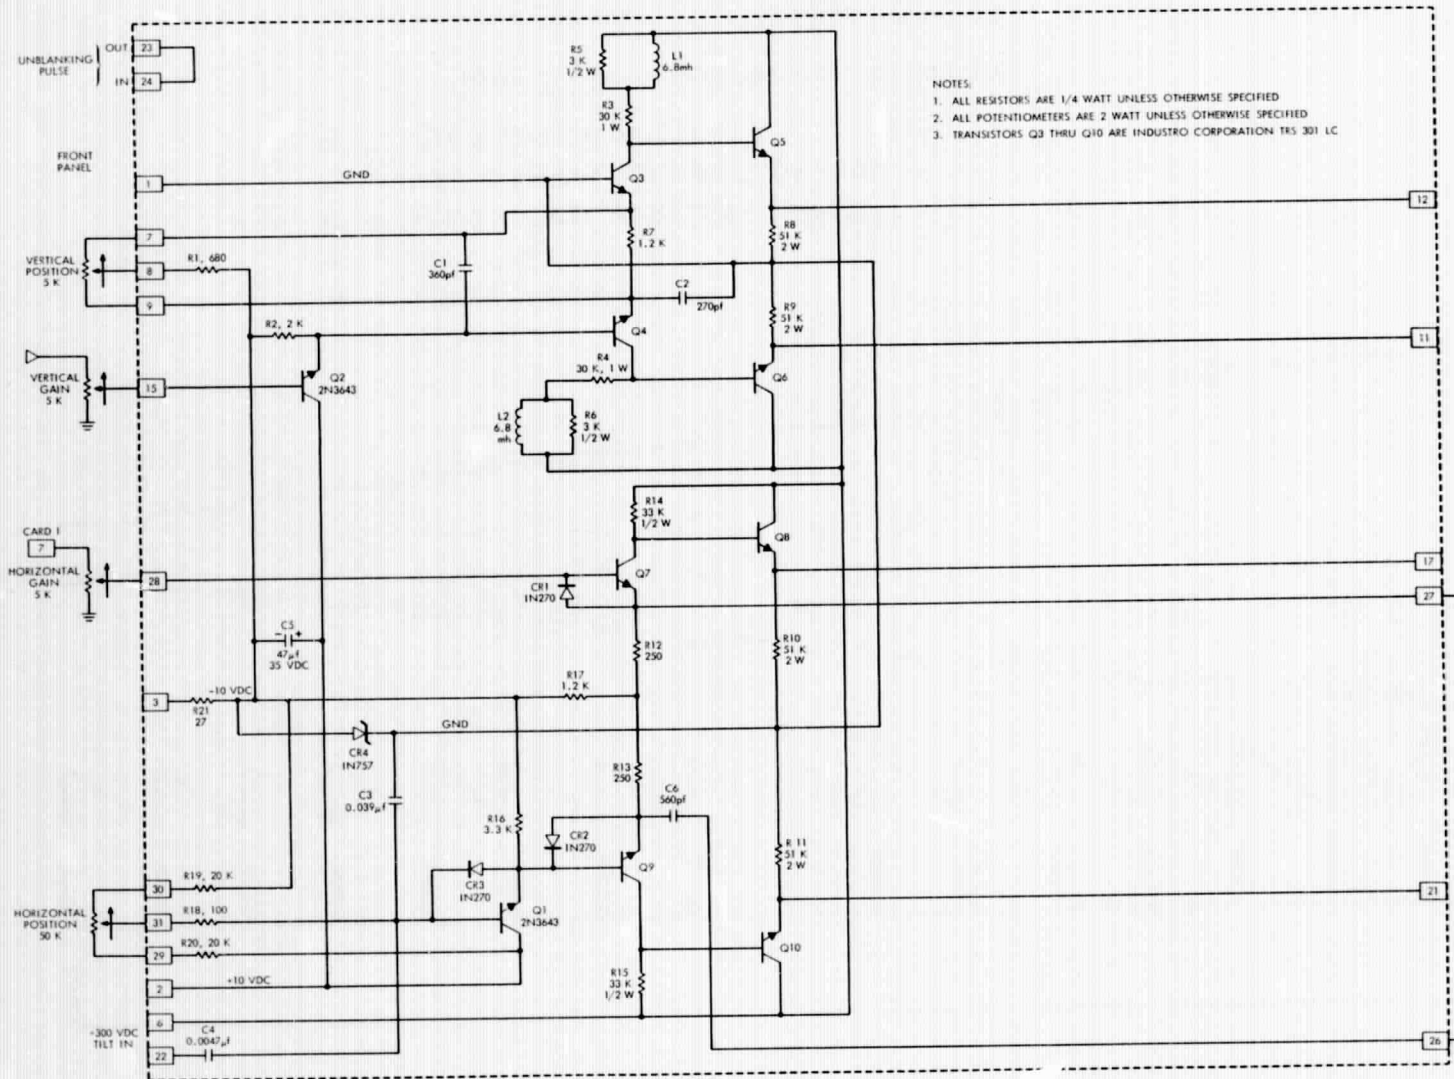 UNBLANKING
PULSE
OUT
23
IN
24
R5
3 K
1/2 W
L1
6.8mh
R3
30 K
1 W
Q5
NOTES:
1. ALL RESISTORS ARE 1/4 WATT UNLESS OTHERWISE SPECIFIED
2. ALL POTENTIOMETERS ARE 2 WATT UNLESS OTHERWISE SPECIFIED
3. TRANSISTORS Q3 THRU Q10 ARE INDUSTRO CORPORATION TRS 301 LC
FRONT
PANEL
1
GND
Q3
12
7
R7
1.2 K
R8
51 K
2 W
VERTICAL
POSITION
5 K
8
R1, 680
C1
360pf
9
C2
270pf
R9
51 K
2 W
R2, 2 K
Q4
11
VERTICAL
GAIN
5 K
15
Q2
2N3643
R4
30 K, 1 W
Q6
L2
6.8
mh
R6
3 K
1/2 W
R14
33 K
1/2 W
Q8
CARD 1
7
HORIZONTAL
GAIN
5 K
28
CR1
1N270
Q7
17
27
C5
- +
47µf
35 VDC
R12
250
R10
51 K
2 W
3
-10 VDC
R21
27
R17
1.2 K
GND
CR4
1N757
C3
0.039µf
R13
250
C6
560pf
R16
3.3 K
CR2
1N270
R 11
51 K
2 W
30
R19, 20 K
CR3
1N270
Q9
21
HORIZONTAL
POSITION
50 K
31
R18, 100
Q1
2N3643
29
R20, 20 K
Q10
2
+10 VDC
R15
33 K
1/2 W
6
+300 VDC
TILT IN
C4
0.0047µf
22
26